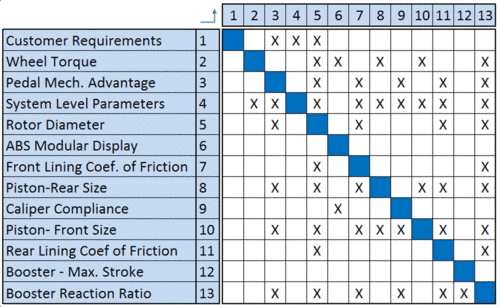 1 2 3 4 5 6 7 8 9 10 11 12 13
Customer Requirements 1 X X X
Wheel Torque 2 X X X X X
Pedal Mech. Advantage 3 X X X X X
System Level Parameters 4 X X X X X X X X X
Rotor Diameter 5 X X X X
ABS Modular Display 6
Front Lining Coef. of Friction 7 X X
Piston-Rear Size 8 X X X X X X
Caliper Compliance 9 X
Piston- Front Size 10 X X X X X X X
Rear Lining Coef of Friction 11 X X
Booster - Max. Stroke 12
Booster Reaction Ratio 13 X X X X X X